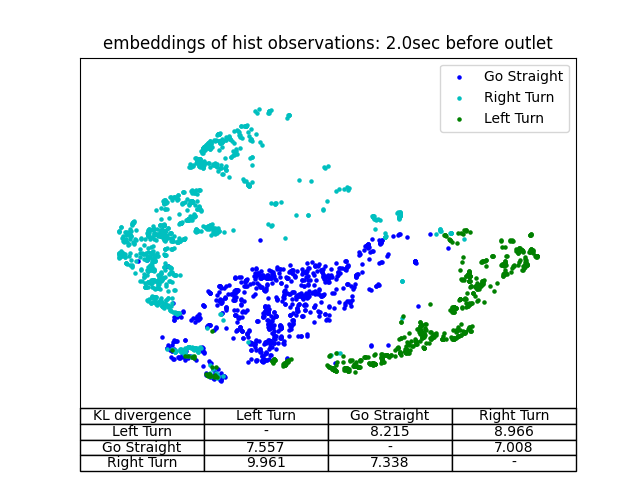 embeddings of hist observations: 2.0sec before outlet
Go Straight
Right Turn
Left Turn
KL divergence Left Turn Go Straight Right Turn
Left Turn - 8.215 8.966
Go Straight 7.557 - 7.008
Right Turn 9.961 7.338 -